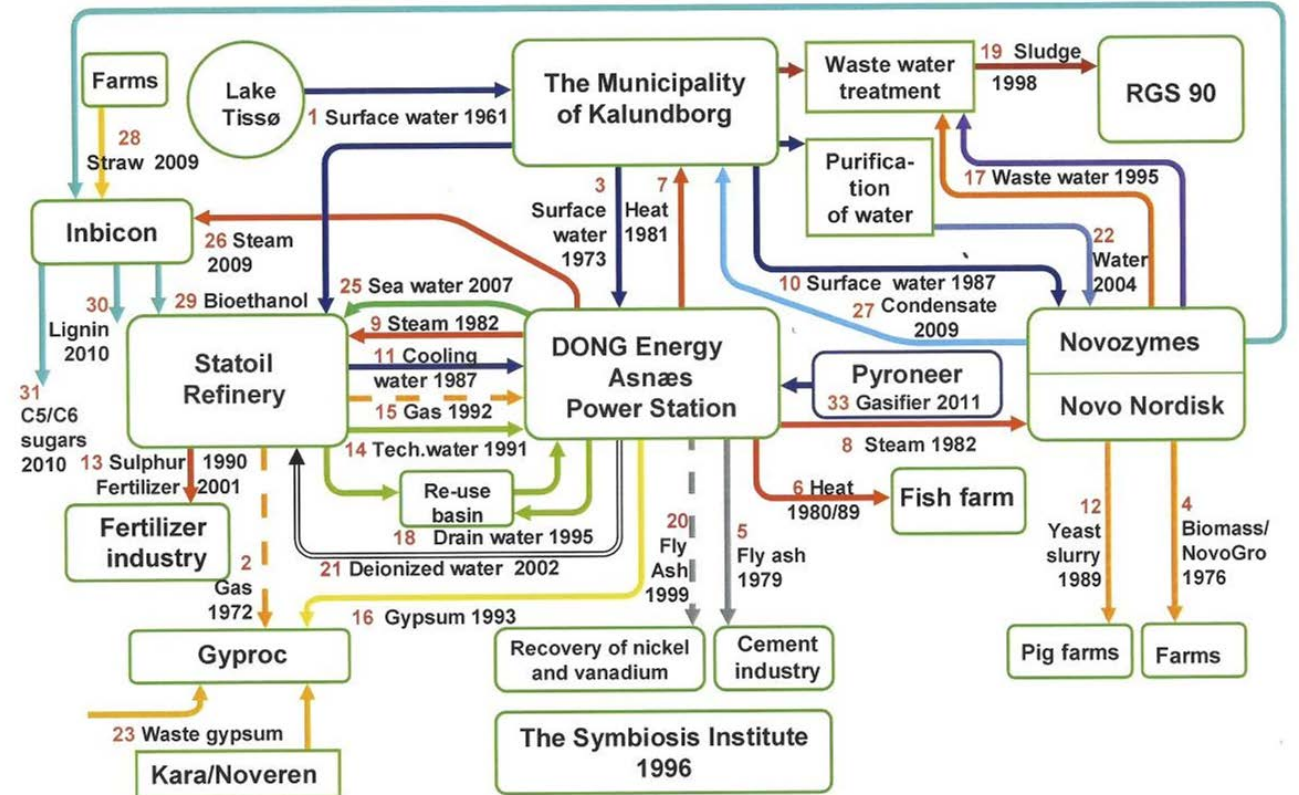 Farms
28
Straw 2009
Lake
Tissø
1 Surface water 1961
The Municipality
of Kalundborg
Waste water
treatment
19 Sludge
1998
RGS 90
Purifica-
tion
of water
17 Waste water 1995
22
Water
2004
Inbicon
26 Steam
2009
3
Surface
water
1973
7
Heat
1981
10 Surface water 1987
27 Condensate
2009
25 Sea water 2007
30
Lignin
2010
29 Bioethanol
31
C5/C6
sugars
2010
Statoil
Refinery
9 Steam 1982
11 Cooling
water 1987
15 Gas 1992
14 Tech.water 1991
DONG Energy
Asnæs
Power Station
Pyroneer
33 Gasifier 2011
Novozymes
Novo Nordisk
8 Steam 1982
13 Sulphur 1990
Fertilizer 2001
Fertilizer
industry
Re-use
basin
18 Drain water 1995
21 Deionized water 2002
2
Gas
1972
16 Gypsum 1993
20
Fly
Ash
1999
5
Fly ash
1979
6 Heat
1980/89
Fish farm
12
Yeast
slurry
1989
4
Biomass/
NovoGro
1976
Gyproc
Recovery of nickel
and vanadium
Cement
industry
Pig farms
Farms
23 Waste gypsum
Kara/Noveren
The Symbiosis Institute
1996